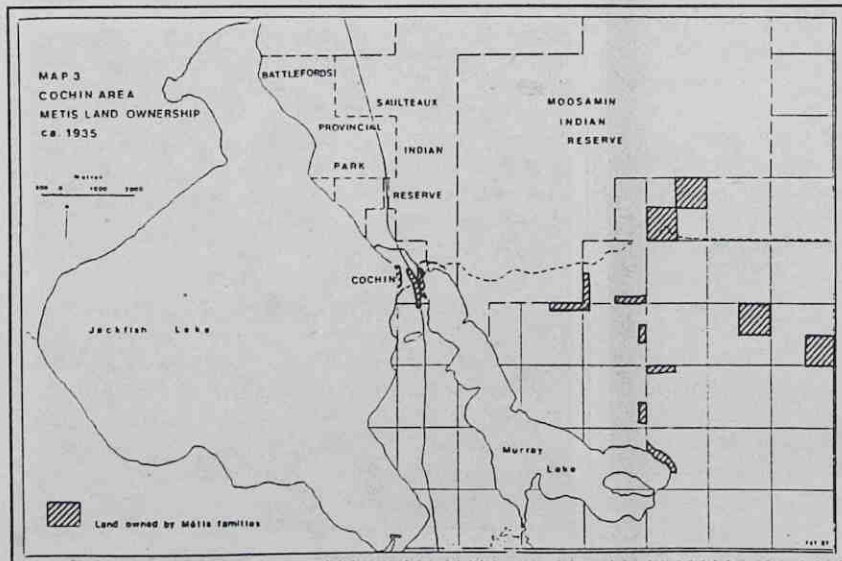 MAP 3
COCHIN AREA
METIS LAND OWNERSHIP
ca. 1935
1000
BATTLEFORDS
PROVINCIAL
PARK
SAULTEAUX
INDIAN
RESERVE
MOOSAMIN
INDIAN
RESERVE
COCHIN
Jackfish Lake
Murray
Lake
Land owned by Métis families